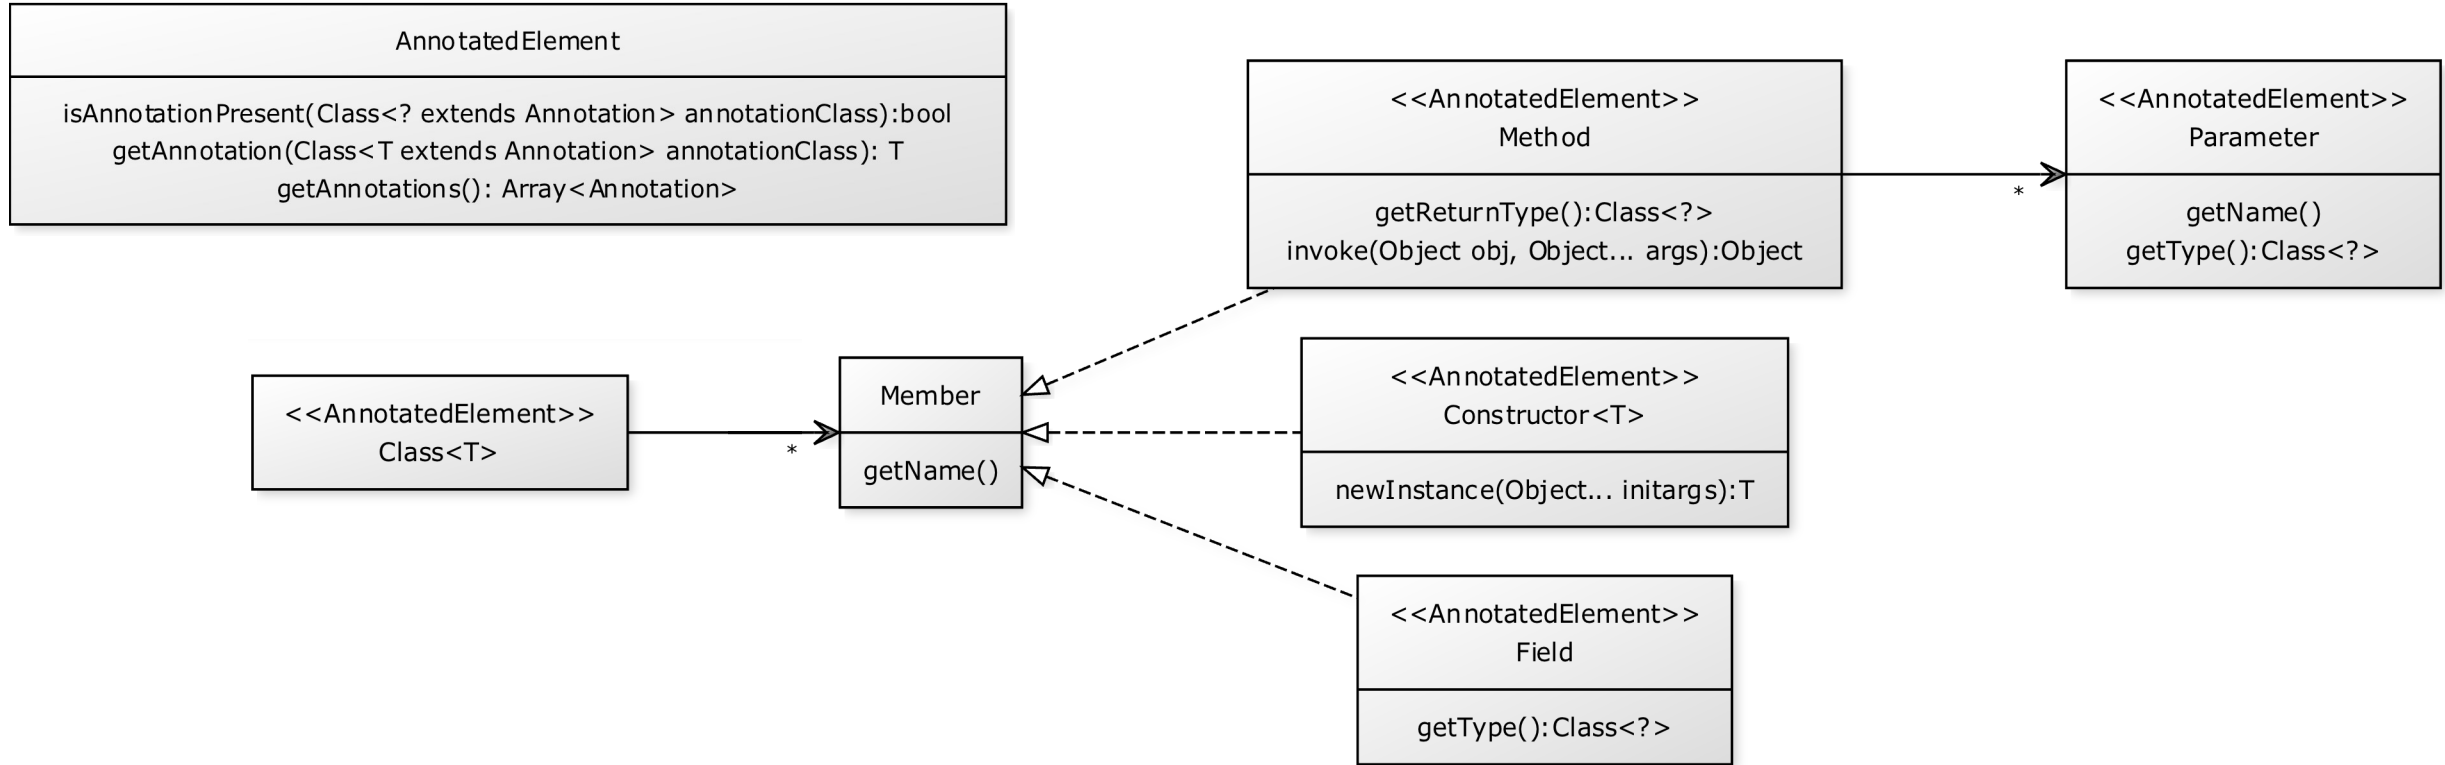 AnnotatedElement
isAnnotationPresent(Class<? extends Annotation> annotationClass):bool
getAnnotation(Class<T extends Annotation> annotationClass): T
getAnnotations(): Array<Annotation>
<<AnnotatedElement>>
Method
getReturnType():Class<?>
invoke(Object obj, Object... args):Object
*
<<AnnotatedElement>>
Parameter
getName()
getType():Class<?>
<<AnnotatedElement>>
Class<T>
*
Member
getName()
<<AnnotatedElement>>
Constructor<T>
newInstance(Object... initargs):T
<<AnnotatedElement>>
Field
getType():Class<?>